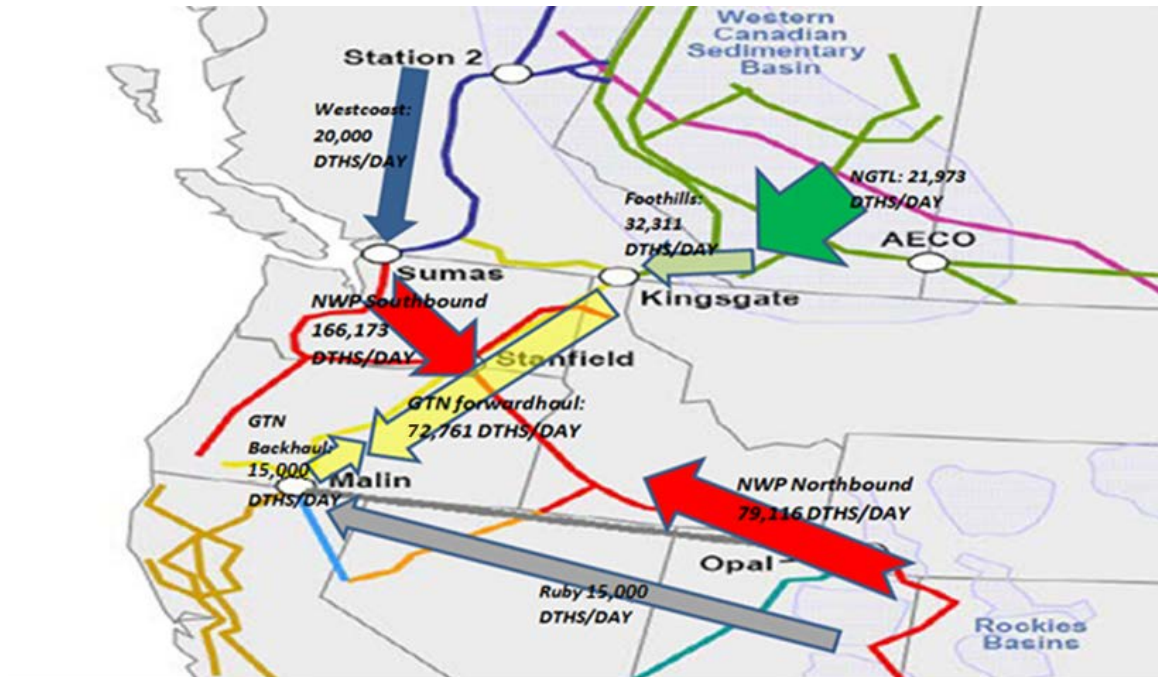 Western
Canadian
Sedimentary
Basin
Station 2
Westcoast:
20,000
DTHS/DAY
NGTL: 21,973
DTHS/DAY
Foothills:
32,311
DTHS/DAY
AECO
Sumas
Kingsgate
NWP Southbound
166,173
DTHS/DAY
Stanfield
GTN forwardhaul:
72,761 DTHS/DAY
GTN
Backhaul:
15,000
DTHS/DAY
Malin
NWP Northbound
79,116 DTHS/DAY
Opal
Ruby 15,000
DTHS/DAY
Rockies
Basins